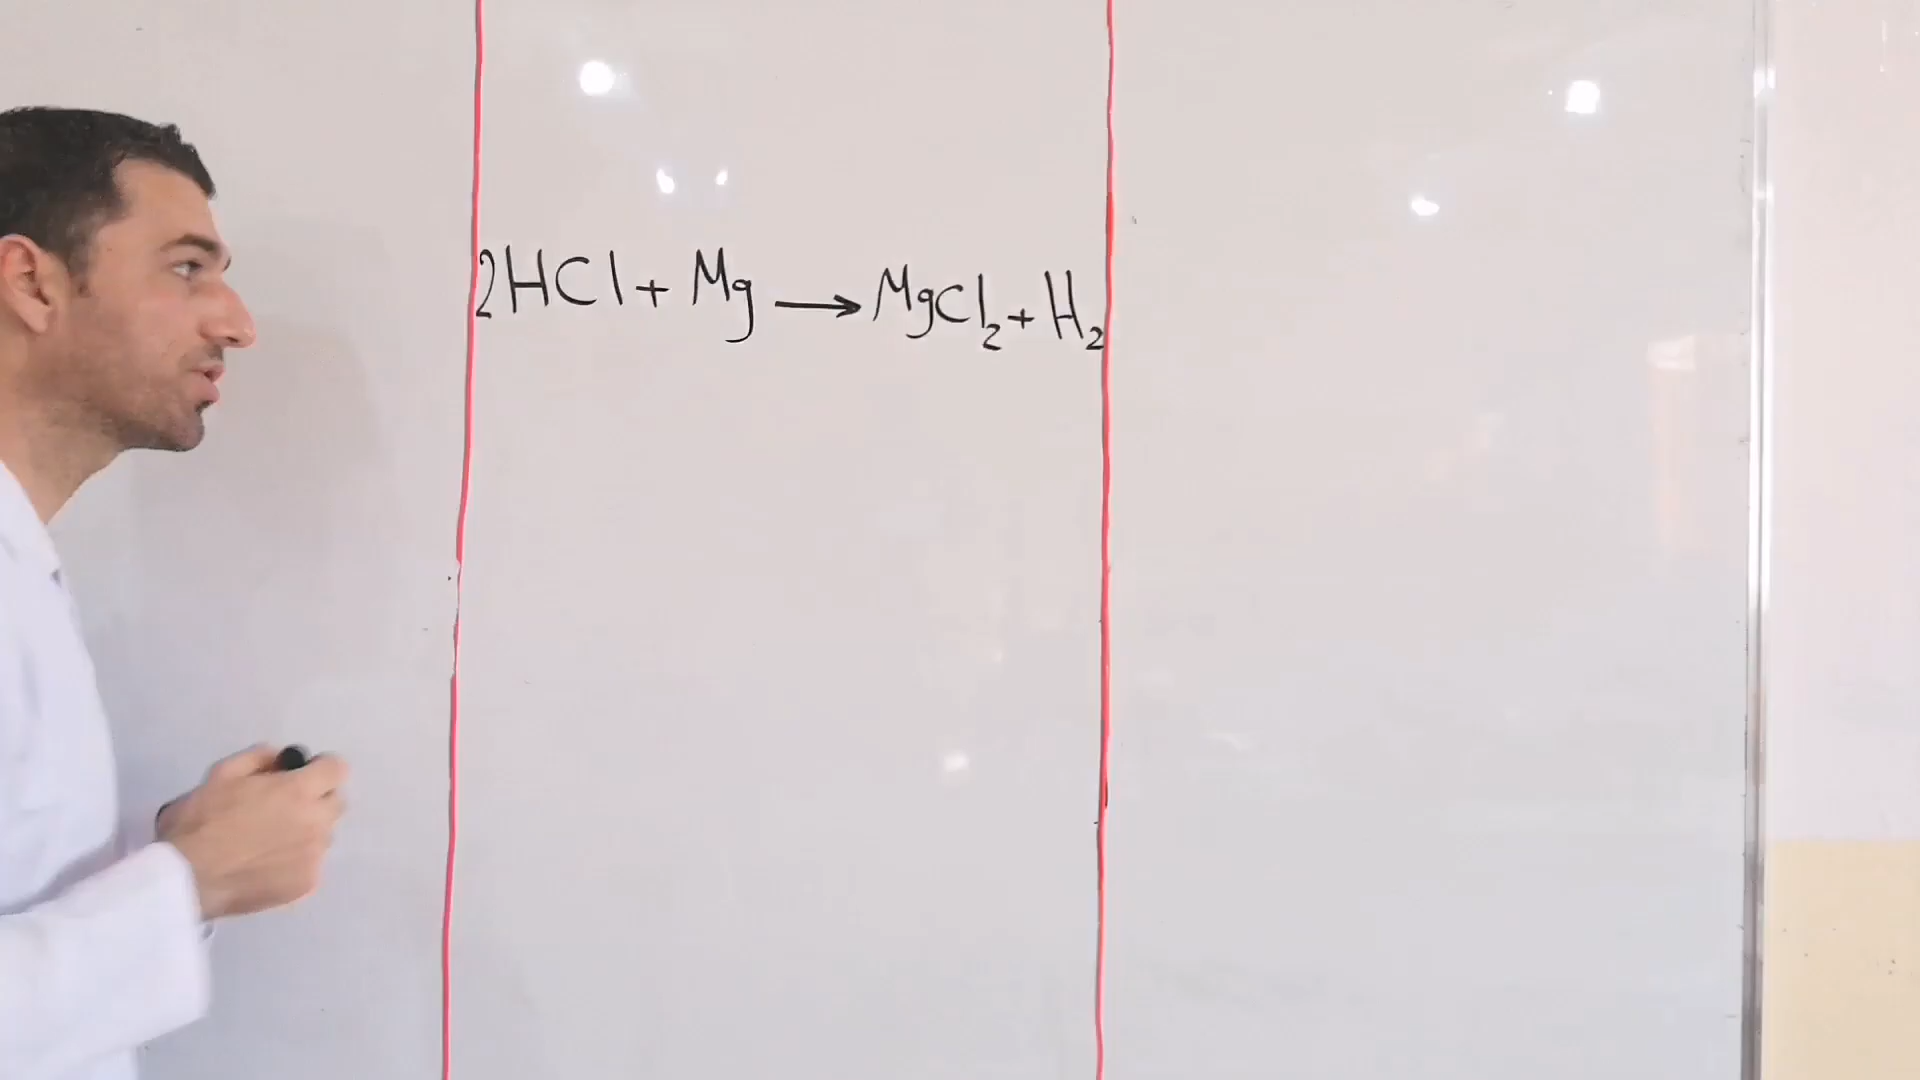 2HCl + Mg → MgCl₂ + H₂